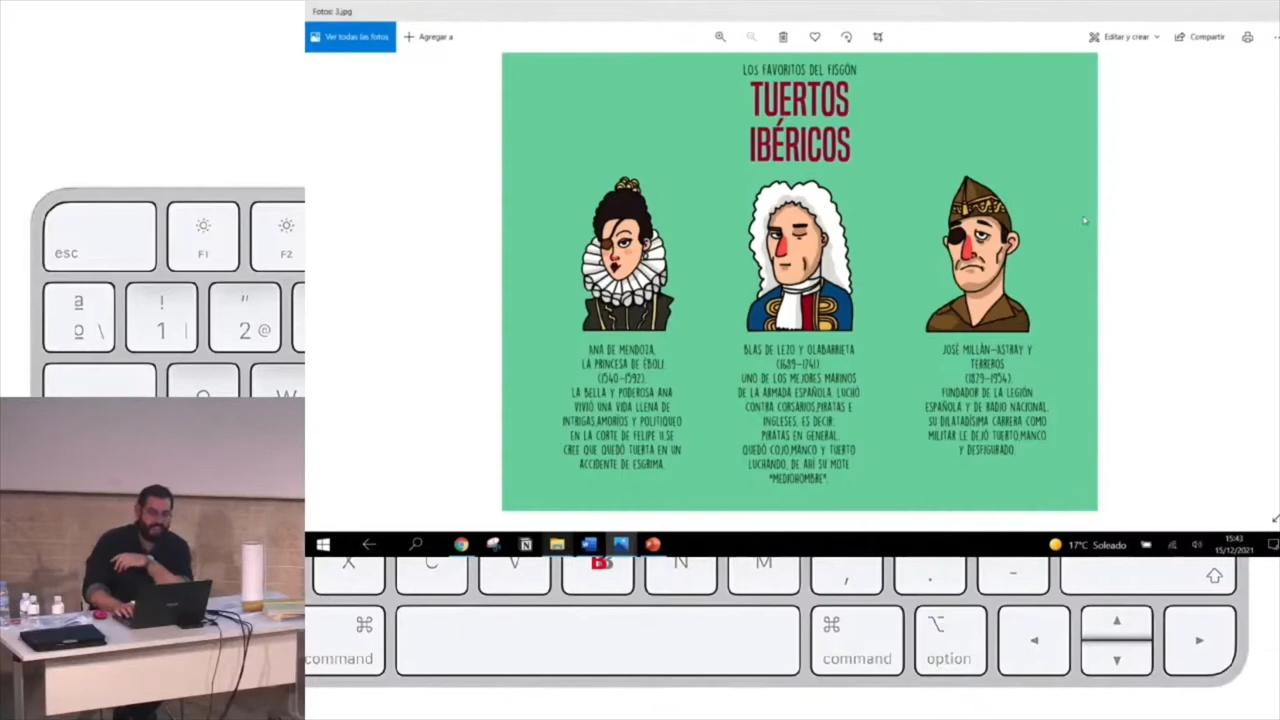 Fotos: 3.jpg
Ver todas las fotos
Agregar a
Editar y crear
Compartir
LOS FAVORITOS DEL FISGÓN
TUERTOS
IBÉRICOS
ANA DE MENDOZA,
LA PRINCESA DE ÉBOLI.
(1540-1592).
LA BELLA Y PODEROSA ANA
VIVIÓ UNA VIDA LLENA DE
INTRIGAS,AMORÍOS Y POLITIQUEO
EN LA CORTE DE FELIPE II.SE
CREE QUE QUEDÓ TUERTA EN UN
ACCIDENTE DE ESGRIMA.
BLAS DE LEZO Y OLABARRIETA
(1689-1741).
UNO DE LOS MEJORES MARINOS
DE LA ARMADA ESPAÑOLA. LUCHÓ
CONTRA CORSARIOS,PIRATAS E
INGLESES, ES DECIR:
PIRATAS EN GENERAL.
QUEDÓ COJO,MANCO Y TUERTO
LUCHANDO, DE AHÍ SU MOTE
"MEDIOHOMBRE".
JOSÉ MILLÁN-ASTRAY Y
TERREROS
(1879-1954).
FUNDADOR DE LA LEGIÓN
ESPAÑOLA Y DE RADIO NACIONAL.
SU DILATADÍSIMA CARRERA COMO
MILITAR LE DEJÓ TUERTO,MANCO
Y DESFIGURADO.
17°C Soleado
15:43
15/12/2021
esc
F1
F2
ª
º \
!
1 |
"
2 @
X
C
V
B
N
M
,
.
-
⌘
command
⌘
command
⌥
option